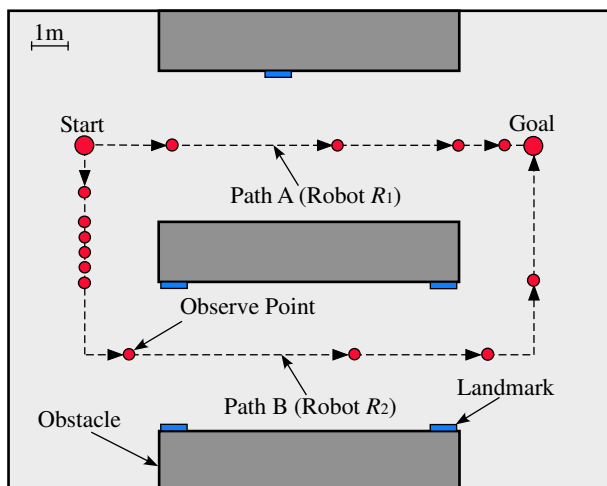 1m
Start
Goal
Path A (Robot R1)
Observe Point
Landmark
Path B (Robot R2)
Obstacle